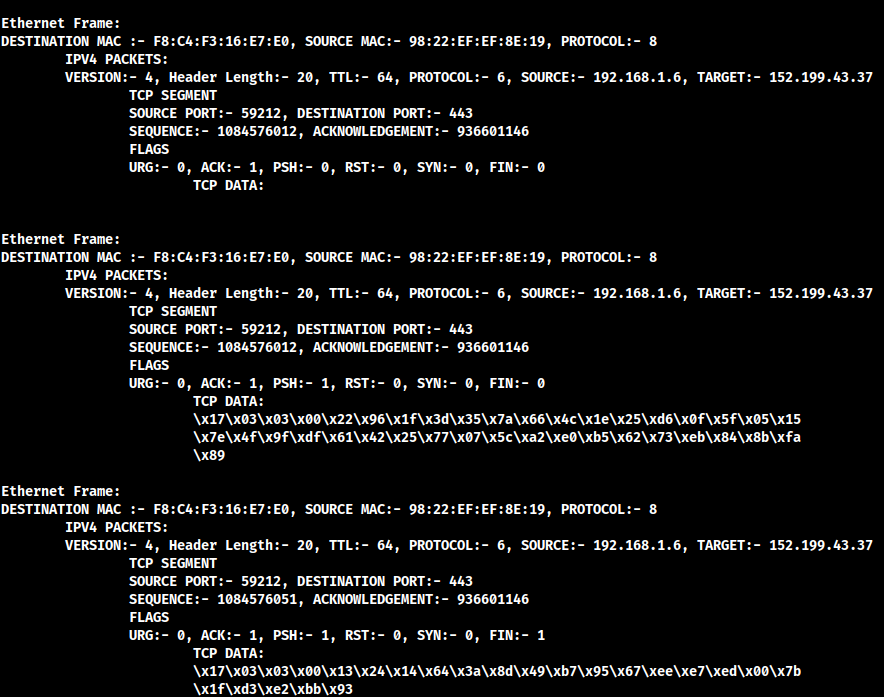 Ethernet Frame:
DESTINATION MAC :- F8:C4:F3:16:E7:E0, SOURCE MAC:- 98:22:EF:EF:8E:19, PROTOCOL:- 8
IPV4 PACKETS:
VERSION:- 4, Header Length:- 20, TTL:- 64, PROTOCOL:- 6, SOURCE:- 192.168.1.6, TARGET:- 152.199.43.37
TCP SEGMENT
SOURCE PORT:- 59212, DESTINATION PORT:- 443
SEQUENCE:- 1084576012, ACKNOWLEDGEMENT:- 936601146
FLAGS
URG:- 0, ACK:- 1, PSH:- 0, RST:- 0, SYN:- 0, FIN:- 0
TCP DATA:
Ethernet Frame:
DESTINATION MAC :- F8:C4:F3:16:E7:E0, SOURCE MAC:- 98:22:EF:EF:8E:19, PROTOCOL:- 8
IPV4 PACKETS:
VERSION:- 4, Header Length:- 20, TTL:- 64, PROTOCOL:- 6, SOURCE:- 192.168.1.6, TARGET:- 152.199.43.37
TCP SEGMENT
SOURCE PORT:- 59212, DESTINATION PORT:- 443
SEQUENCE:- 1084576012, ACKNOWLEDGEMENT:- 936601146
FLAGS
URG:- 0, ACK:- 1, PSH:- 1, RST:- 0, SYN:- 0, FIN:- 0
TCP DATA:
\x17\x03\x03\x00\x22\x96\x1f\x3d\x35\x7a\x66\x4c\x1e\x25\xd6\x0f\x5f\x05\x15
\x7e\x4f\x9f\xdf\x61\x42\x25\x77\x07\x5c\xa2\xe0\xb5\x62\x73\xeb\x84\x8b\xfa
\x89
Ethernet Frame:
DESTINATION MAC :- F8:C4:F3:16:E7:E0, SOURCE MAC:- 98:22:EF:EF:8E:19, PROTOCOL:- 8
IPV4 PACKETS:
VERSION:- 4, Header Length:- 20, TTL:- 64, PROTOCOL:- 6, SOURCE:- 192.168.1.6, TARGET:- 152.199.43.37
TCP SEGMENT
SOURCE PORT:- 59212, DESTINATION PORT:- 443
SEQUENCE:- 1084576051, ACKNOWLEDGEMENT:- 936601146
FLAGS
URG:- 0, ACK:- 1, PSH:- 1, RST:- 0, SYN:- 0, FIN:- 1
TCP DATA:
\x17\x03\x03\x00\x13\x24\x14\x64\x3a\x8d\x49\xb7\x95\x67\xee\xe7\xed\x00\x7b
\x1f\xd3\xe2\xbb\x93